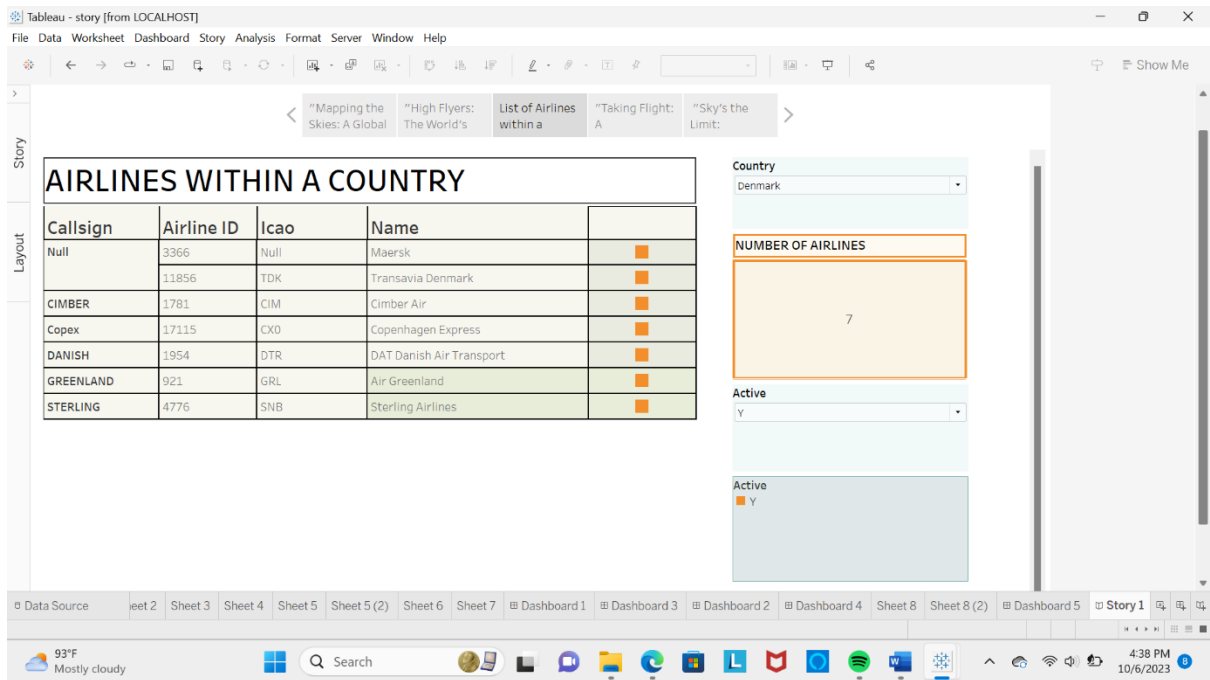 Tableau - story [from LOCALHOST]
File Data Worksheet Dashboard Story Analysis Format Server Window Help
Show Me
Story
Layout
"Mapping the
Skies: A Global
"High Flyers:
The World's
List of Airlines
within a
"Taking Flight:
A
"Sky's the
Limit:
AIRLINES WITHIN A COUNTRY
Callsign Airline ID Icao Name
Null 3366 Null Maersk
11856 TDK Transavia Denmark
CIMBER 1781 CIM Cimber Air
Copex 17115 CX0 Copenhagen Express
DANISH 1954 DTR DAT Danish Air Transport
GREENLAND 921 GRL Air Greenland
STERLING 4776 SNB Sterling Airlines
Country
Denmark
NUMBER OF AIRLINES
7
Active
Y
Active
Y
Data Source eet 2 Sheet 3 Sheet 4 Sheet 5 Sheet 5 (2) Sheet 6 Sheet 7 Dashboard 1 Dashboard 3 Dashboard 2 Dashboard 4 Sheet 8 Sheet 8 (2) Dashboard 5 Story 1
93°F
Mostly cloudy
Search
4:38 PM
10/6/2023
8